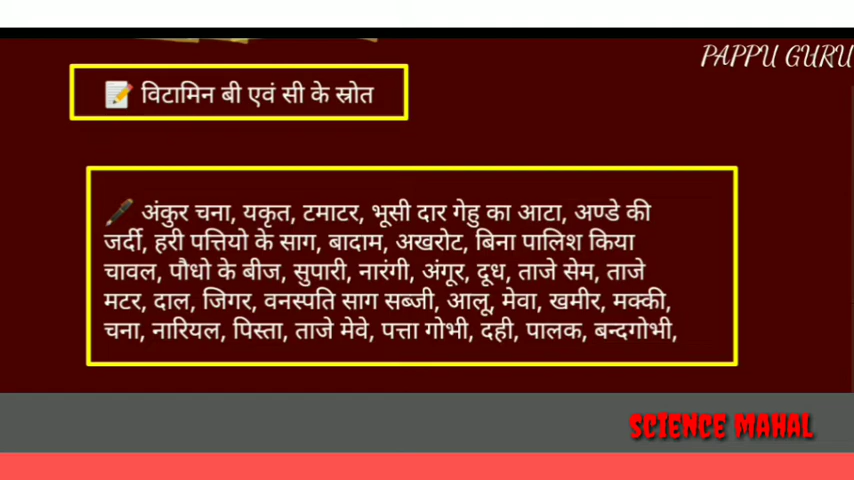 PAPPU GURU
विटामिन बी एवं सी के स्रोत
अंकुर चना, यकृत, टमाटर, भूसी दार गेहु का आटा, अण्डे की
जर्दी, हरी पत्तियो के साग, बादाम, अखरोट, बिना पालिश किया
चावल, पौधो के बीज, सुपारी, नारंगी, अंगूर, दूध, ताजे सेम, ताजे
मटर, दाल, जिगर, वनस्पति साग सब्जी, आलू, मेवा, खमीर, मक्की,
चना, नारियल, पिस्ता, ताजे मेवे, पत्ता गोभी, दही, पालक, बन्दगोभी,
SCIENCE MAHAL